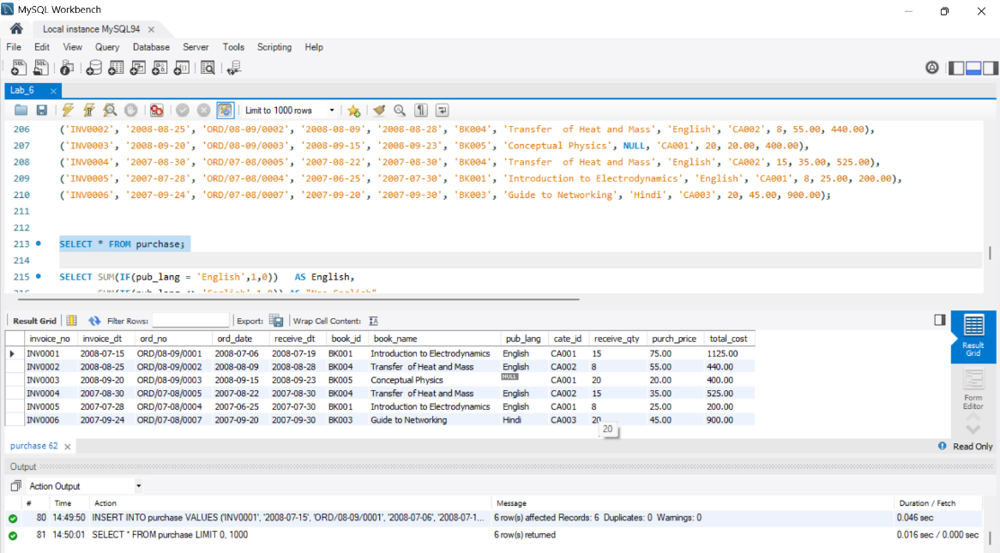 MySQL Workbench
Local instance MySQL94
File Edit View Query Database Server Tools Scripting Help
Lab_6
Limit to 1000 rows
206 ('INV0002', '2008-08-25', 'ORD/08-09/0002', '2008-08-09', '2008-08-28', 'BK004', 'Transfer  of Heat and Mass', 'English', 'CA002', 8, 55.00, 440.00),
207 ('INV0003', '2008-09-20', 'ORD/08-09/0003', '2008-09-15', '2008-09-23', 'BK005', 'Conceptual Physics', NULL, 'CA001', 20, 20.00, 400.00),
208 ('INV0004', '2007-08-30', 'ORD/07-08/0005', '2007-08-22', '2007-08-30', 'BK004', 'Transfer  of Heat and Mass', 'English', 'CA002', 15, 35.00, 525.00),
209 ('INV0005', '2007-07-28', 'ORD/07-08/0004', '2007-06-25', '2007-07-30', 'BK001', 'Introduction to Electrodynamics', 'English', 'CA001', 8, 25.00, 200.00),
210 ('INV0006', '2007-09-24', 'ORD/07-08/0007', '2007-09-20', '2007-09-30', 'BK003', 'Guide to Networking', 'Hindi', 'CA003', 20, 45.00, 900.00);
211
212
213 SELECT * FROM purchase;
214
215 SELECT SUM(IF(pub_lang = 'English',1,0))   AS English,
Result Grid Filter Rows: Export: Wrap Cell Content:
invoice_no invoice_dt ord_no ord_date receive_dt book_id book_name pub_lang cate_id receive_qty purch_price total_cost
INV0001 2008-07-15 ORD/08-09/0001 2008-07-06 2008-07-19 BK001 Introduction to Electrodynamics English CA001 15 75.00 1125.00
INV0002 2008-08-25 ORD/08-09/0002 2008-08-09 2008-08-28 BK004 Transfer  of Heat and Mass English CA002 8 55.00 440.00
INV0003 2008-09-20 ORD/08-09/0003 2008-09-15 2008-09-23 BK005 Conceptual Physics NULL CA001 20 20.00 400.00
INV0004 2007-08-30 ORD/07-08/0005 2007-08-22 2007-08-30 BK004 Transfer  of Heat and Mass English CA002 15 35.00 525.00
INV0005 2007-07-28 ORD/07-08/0004 2007-06-25 2007-07-30 BK001 Introduction to Electrodynamics English CA001 8 25.00 200.00
INV0006 2007-09-24 ORD/07-08/0007 2007-09-20 2007-09-30 BK003 Guide to Networking Hindi CA003 20 45.00 900.00
20
Result
Grid
Form
Editor
purchase 62
Read Only
Output
Action Output
# Time Action Message Duration / Fetch
80 14:49:50 INSERT INTO purchase VALUES ('INV0001', '2008-07-15', 'ORD/08-09/0001', '2008-07-06', '2008-07-1... 6 row(s) affected Records: 6  Duplicates: 0  Warnings: 0 0.046 sec
81 14:50:01 SELECT * FROM purchase LIMIT 0, 1000 6 row(s) returned 0.016 sec / 0.000 sec